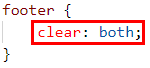 footer {
    clear: both;
}